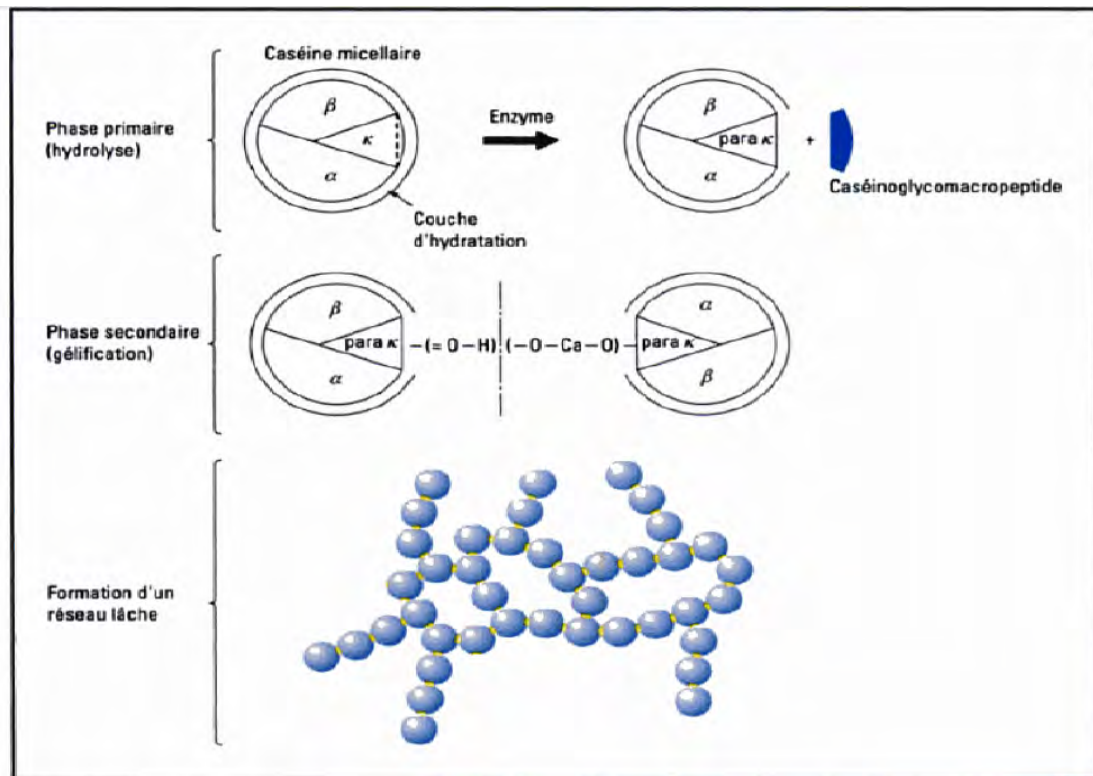 Caséine micellaire
Phase primaire
(hydrolyse)
β
κ
α
Enzyme
β
para κ
α
+
Caséinoglycomacropeptide
Couche
d'hydratation
Phase secondaire
(gélification)
β
para κ
α
–(= O–H) (–O–Ca–O)–
α
para κ
β
Formation d'un
réseau lâche